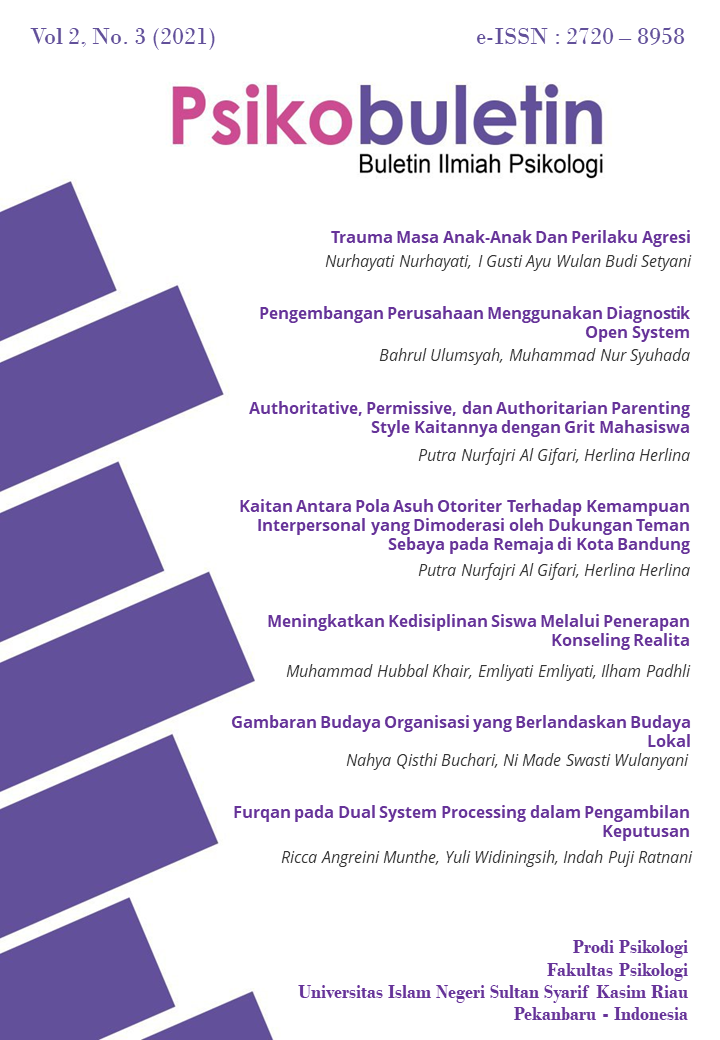 Vol 2, No. 3 (2021)
e-ISSN : 2720 – 8958
Psikobuletin
Buletin Ilmiah Psikologi
Trauma Masa Anak-Anak Dan Perilaku Agresi
Nurhayati Nurhayati, I Gusti Ayu Wulan Budi Setyani
Pengembangan Perusahaan Menggunakan Diagnostik
Open System
Bahrul Ulumsyah, Muhammad Nur Syuhada
Authoritative, Permissive, dan Authoritarian Parenting
Style Kaitannya dengan Grit Mahasiswa
Putra Nurfajri Al Gifari, Herlina Herlina
Kaitan Antara Pola Asuh Otoriter Terhadap Kemampuan
Interpersonal yang Dimoderasi oleh Dukungan Teman
Sebaya pada Remaja di Kota Bandung
Putra Nurfajri Al Gifari, Herlina Herlina
Meningkatkan Kedisiplinan Siswa Melalui Penerapan
Konseling Realita
Muhammad Hubbal Khair, Emliyati Emliyati, Ilham Padhli
Gambaran Budaya Organisasi yang Berlandaskan Budaya
Lokal
Nahya Qisthi Buchari, Ni Made Swasti Wulanyani
Furqan pada Dual System Processing dalam Pengambilan
Keputusan
Ricca Angreini Munthe, Yuli Widiningsih, Indah Puji Ratnani
Prodi Psikologi
Fakultas Psikologi
Universitas Islam Negeri Sultan Syarif Kasim Riau
Pekanbaru - Indonesia